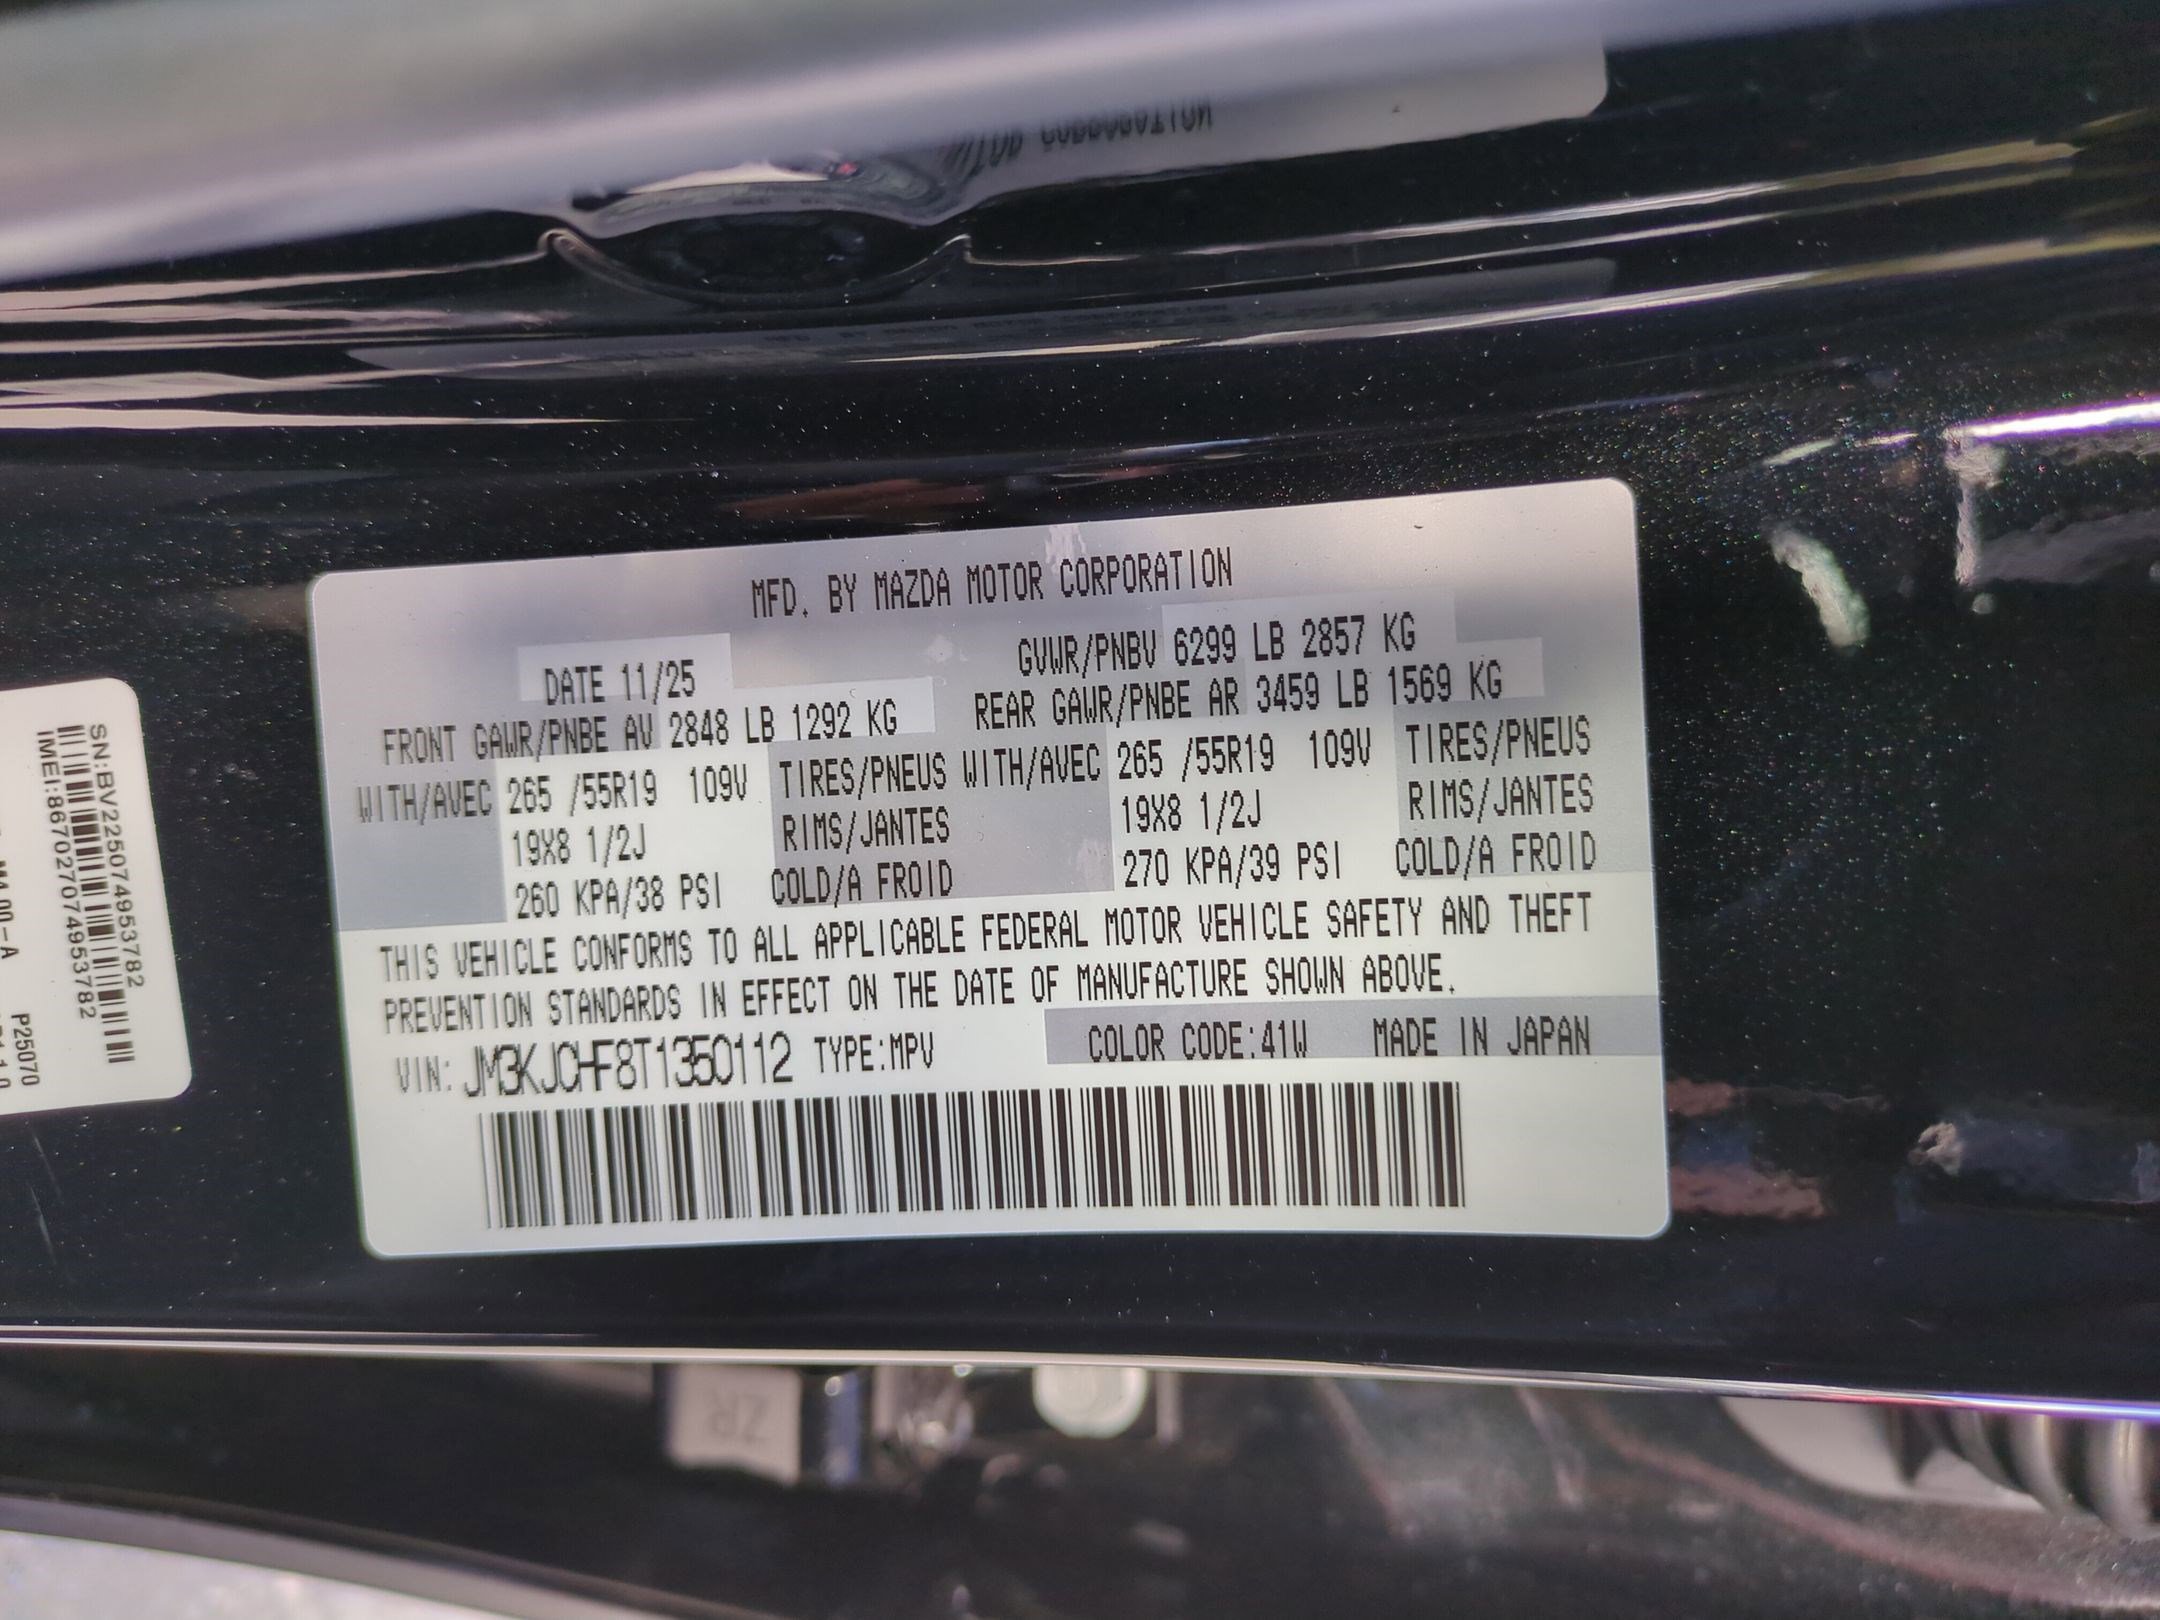 MFD. BY MAZDA MOTOR CORPORATION
DATE 11/25 GVWR/PNBV 6299 LB 2857 KG
FRONT GAWR/PNBE AV 2848 LB 1292 KG REAR GAWR/PNBE AR 3459 LB 1569 KG
WITH/AVEC 265 /55R19 109V TIRES/PNEUS WITH/AVEC 265 /55R19 109V TIRES/PNEUS
19X8 1/2J RIMS/JANTES 19X8 1/2J RIMS/JANTES
260 KPA/38 PSI COLD/A FROID 270 KPA/39 PSI COLD/A FROID
THIS VEHICLE CONFORMS TO ALL APPLICABLE FEDERAL MOTOR VEHICLE SAFETY AND THEFT
PREVENTION STANDARDS IN EFFECT ON THE DATE OF MANUFACTURE SHOWN ABOVE.
VIN: JM3KJCHF8T1350112 TYPE:MPV COLOR CODE:41W MADE IN JAPAN
SN:BV2250749537782
IMEI:867027074953782
P25070
ZR